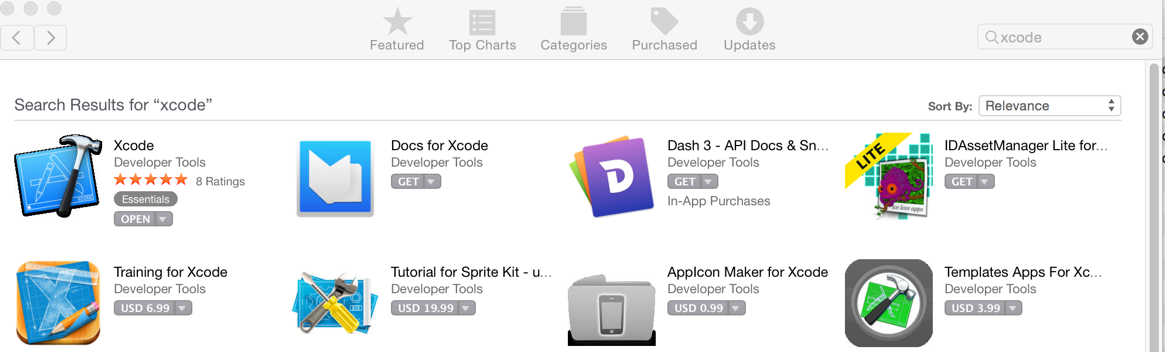 Featured
Top Charts
Categories
Purchased
Updates
xcode
Search Results for “xcode”
Sort By: Relevance
Xcode
Developer Tools
8 Ratings
Essentials
OPEN
Docs for Xcode
Developer Tools
GET
Dash 3 - API Docs & Sn...
Developer Tools
GET
In-App Purchases
LITE
we love apps
IDAssetManager Lite for...
Developer Tools
GET
Training for Xcode
Developer Tools
USD 6.99
Tutorial for Sprite Kit - u...
Developer Tools
USD 19.99
AppIcon Maker for Xcode
Developer Tools
USD 0.99
Templates Apps For Xc...
Developer Tools
USD 3.99